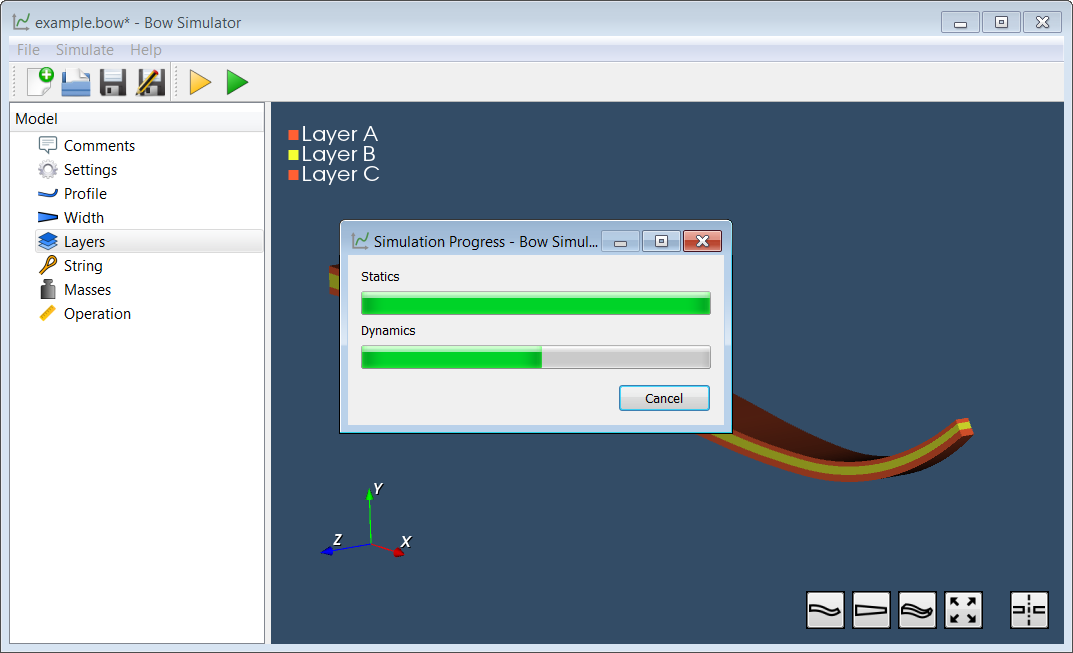 example.bow* - Bow Simulator
File Simulate Help
Model
Comments
Settings
Profile
Width
Layers
String
Masses
Operation
Layer A
Layer B
Layer C
Simulation Progress - Bow Simul...
Statics
Dynamics
Cancel
Y
Z
X